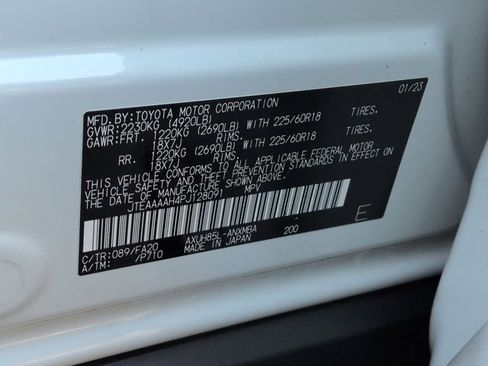 MFD.BY:TOYOTA MOTOR CORPORATION 01/23
GVWR:2230KG (4920LB)
GAWR:FRT. 1220KG (2690LB) WITH 225/60R18 TIRES.
18X7J RIMS.
RR. 1220KG (2690LB) WITH 225/60R18 TIRES.
18X7J RIMS.
THIS VEHICLE CONFORMS TO ALL APPLICABLE FEDERAL MOTOR
VEHICLE SAFETY AND THEFT PREVENTION STANDARDS IN EFFECT ON
THE DATE OF MANUFACTURE SHOWN ABOVE.
JTEAAAAH4PJ128091 MPV
E
C/TR:089/FA20 AXUH85L-ANXMBA 200
A/TM: /P710 MADE IN JAPAN